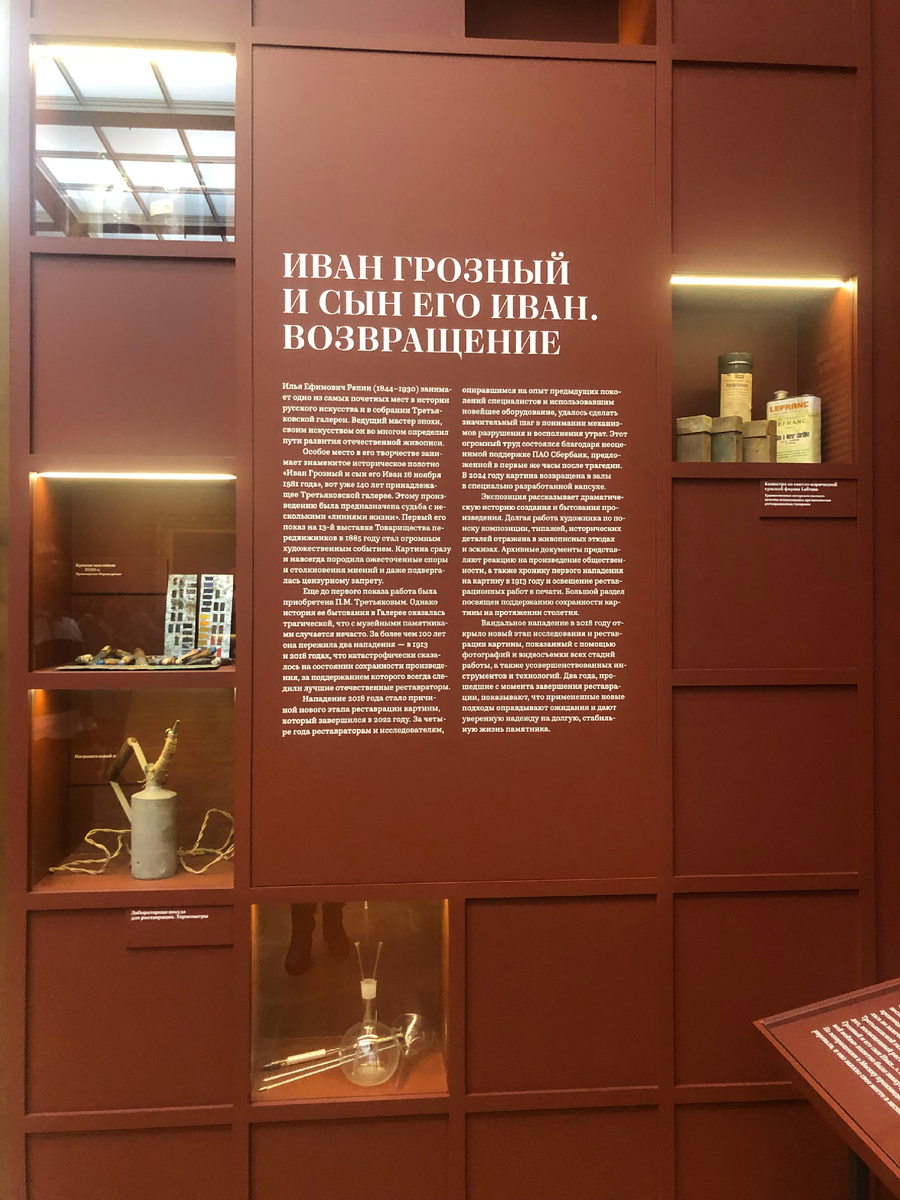 ИВАН ГРОЗНЫЙ
И СЫН ЕГО ИВАН.
ВОЗВРАЩЕНИЕ
Илья Ефимович Репин (1844–1930) занима-
ет одно из самых почетных мест в истории
русского искусства и в собрании Третья-
ковской галереи. Ведущий мастер эпохи,
своим искусством он во многом определил
пути развития отечественной живописи.
Особое место в его творчестве зани-
мает знаменитое историческое полотно
«Иван Грозный и сын его Иван 16 ноября
1581 года», вот уже 140 лет принадлежа-
щее Третьяковской галерее. Этому произ-
ведению была предназначена судьба с не-
сколькими «линиями жизни». Первый его
показ на 13-й выставке Товарищества пе-
редвижников в 1885 году стал огромным
художественным событием. Картина сразу
и навсегда породила ожесточенные споры
и столкновения мнений и даже подверга-
лась цензурному запрету.
Еще до первого показа работа была
приобретена П.М. Третьяковым. Однако
история ее бытования в Галерее оказалась
трагической, что с музейными памятника-
ми случается нечасто. За более чем 100 лет
она пережила два нападения — в 1913
и 2018 годах, что катастрофически сказа-
лось на состоянии сохранности произведе-
ния, за поддержанием которого всегда сле-
дили лучшие отечественные реставраторы.
Нападение 2018 года стало причи-
ной нового этапа реставрации картины,
который завершился в 2022 году. За четы-
ре года реставраторам и исследователям,
опиравшимся на опыт предыдущих поко-
лений специалистов и использовавшим
новейшее оборудование, удалось сделать
значительный шаг в понимании механиз-
мов разрушения и восполнения утрат. Этот
огромный труд состоялся благодаря неоце-
нимой поддержке ПАО Сбербанк, предло-
женной в первые же часы после трагедии.
В 2024 году картина возвращена в залы
в специально разработанной капсуле.
Экспозиция рассказывает драматиче-
скую историю создания и бытования про-
изведения. Долгая работа художника по по-
иску композиции, типажей, исторических
деталей отражена в живописных этюдах
и эскизах. Архивные документы представ-
ляют реакцию на произведение обществен-
ности, а также хронику первого нападения
на картину в 1913 году и освещение рестав-
рационных работ в печати. Большой раздел
посвящен поддержанию сохранности кар-
тины на протяжении столетия.
Вандальное нападение в 2018 году от-
крыло новый этап исследования и рестав-
рации картины, показанный с помощью
фотографий и видеосъемки всех стадий
работы, а также усовершенствованных ин-
струментов и технологий. Два года, про-
шедшие с момента завершения реставра-
ции, показывают, что примененные новые
подходы оправдывают ожидания и дают
уверенную надежду на долгую, стабиль-
ную жизнь памятника.
LEFRANC
LEFRANC
Краски масляные
Нагревательный
Лабораторная посуда
для реставрации. Термометры